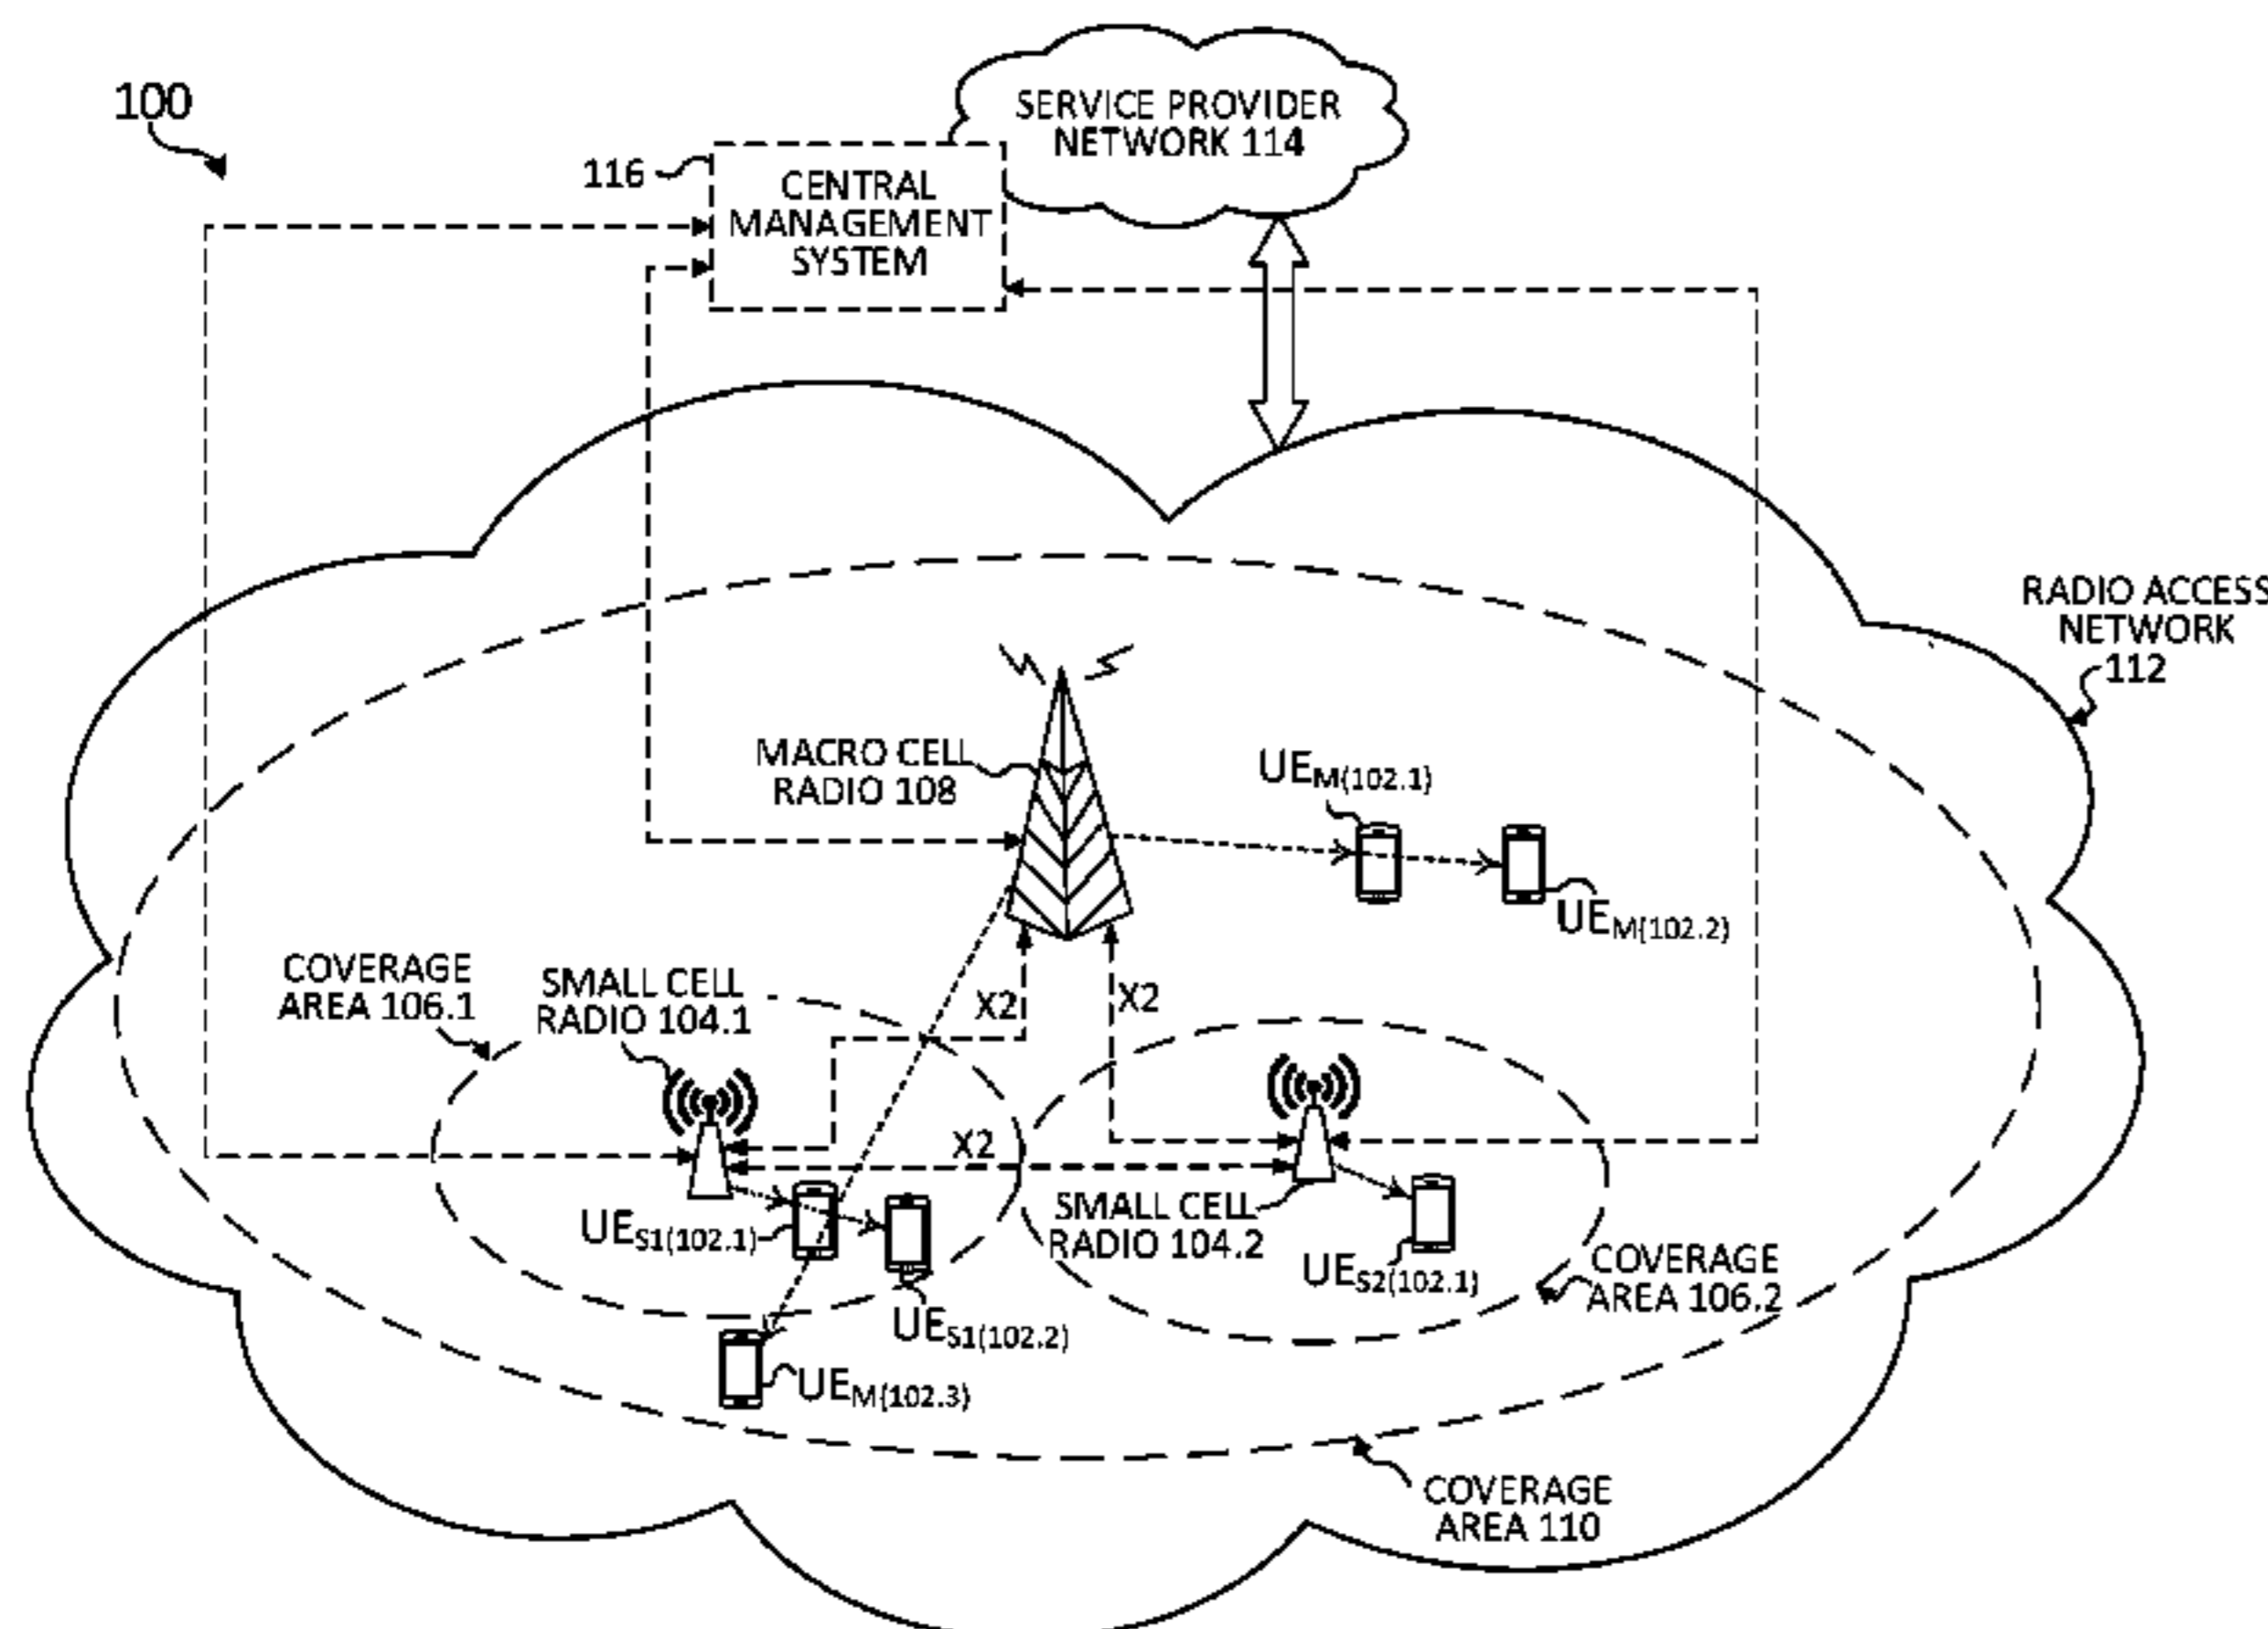 100
SERVICE PROVIDER
NETWORK 114
116
CENTRAL
MANAGEMENT
SYSTEM
RADIO ACCESS
NETWORK
112
MACRO CELL
RADIO 108
UEM(102.1)
UEM(102.2)
COVERAGE
AREA 106.1
SMALL CELL
RADIO 104.1
X2
X2
X2
UES1(102.1)
SMALL CELL
RADIO 104.2
UES2(102.1)
COVERAGE
AREA 106.2
UES1(102.2)
UEM(102.3)
COVERAGE
AREA 110